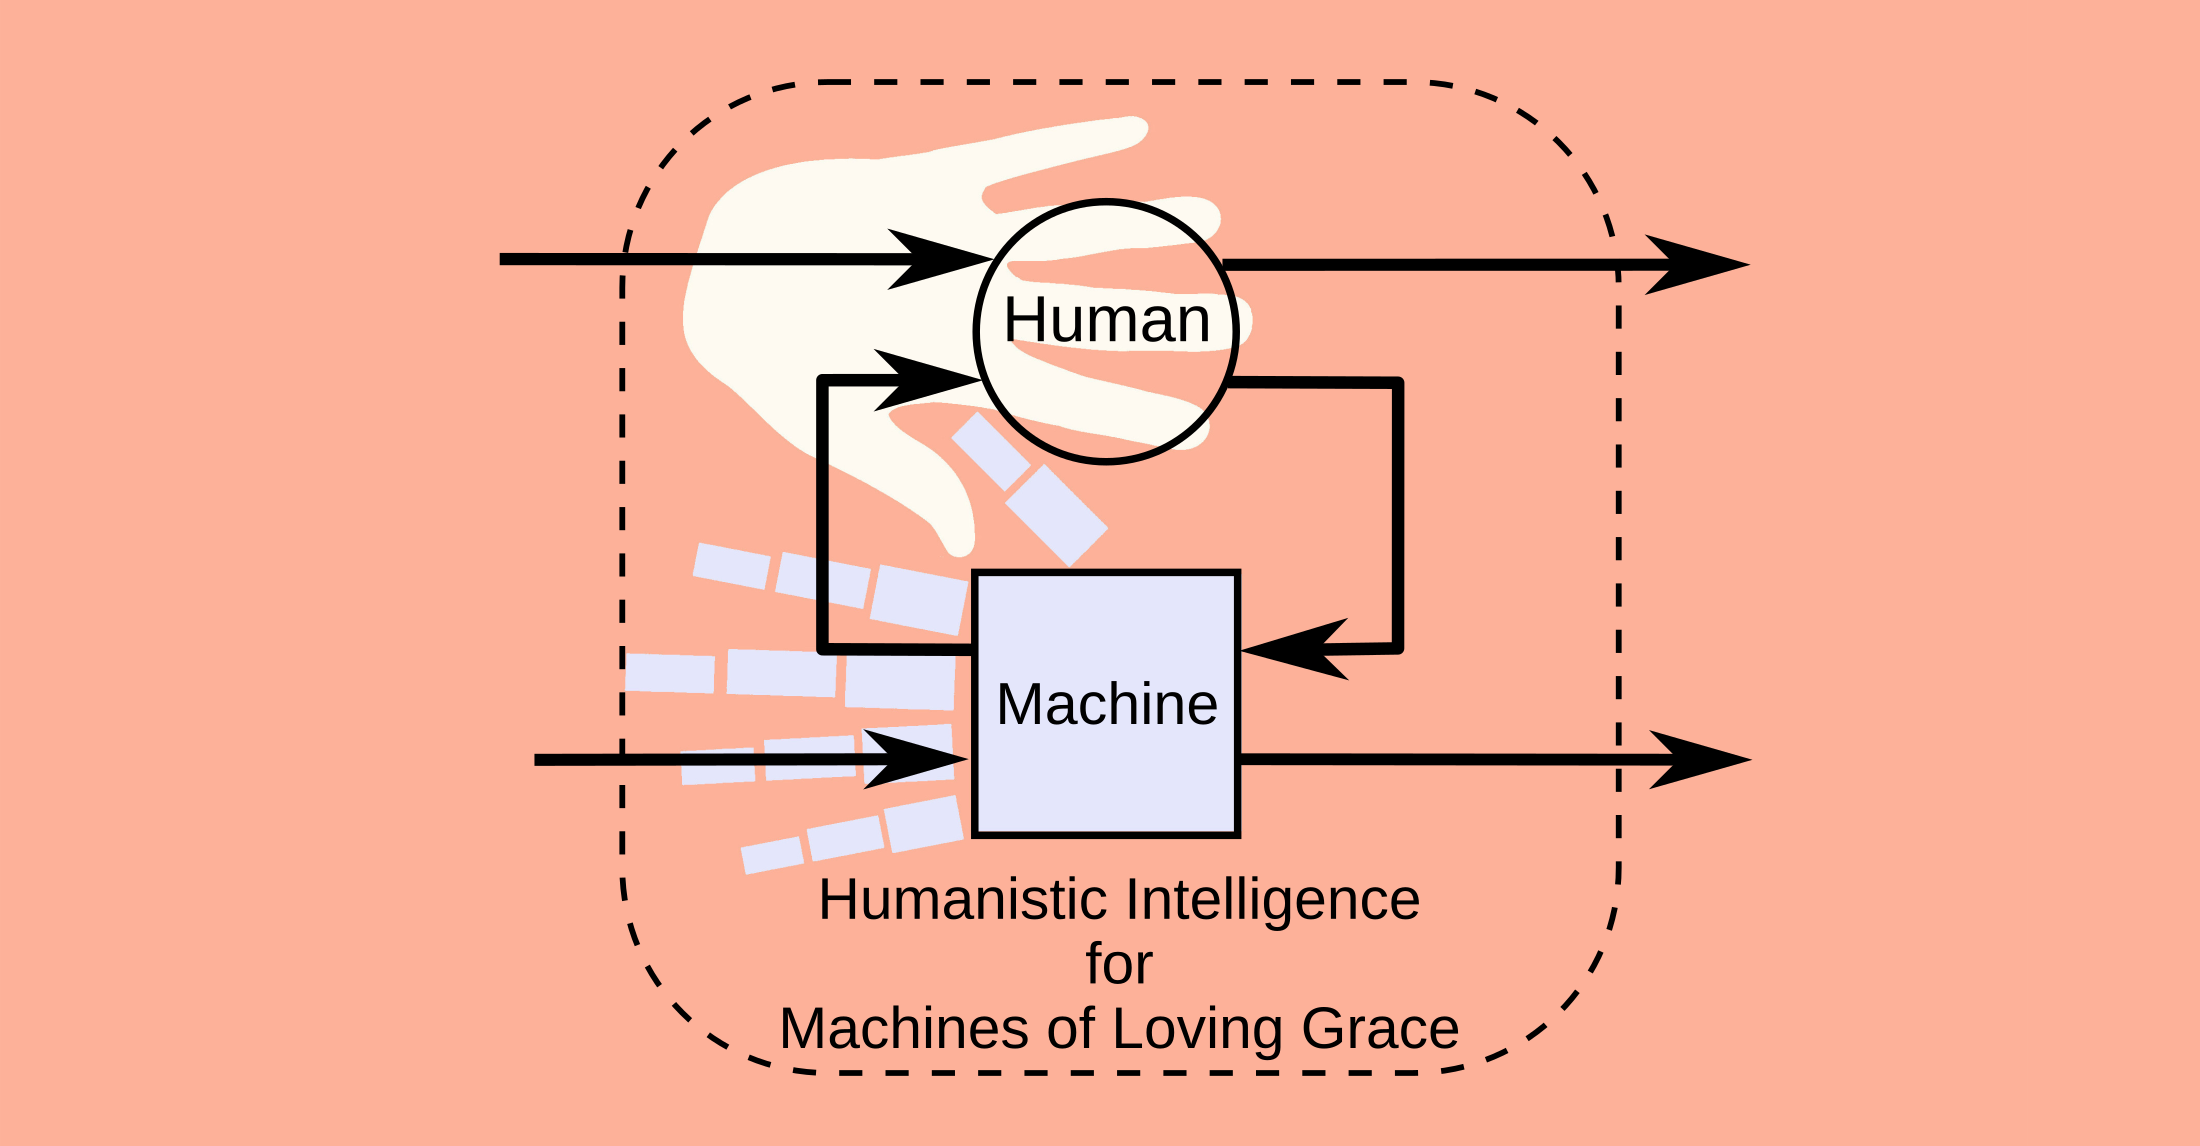 Human
Machine
Humanistic Intelligence
for
Machines of Loving Grace